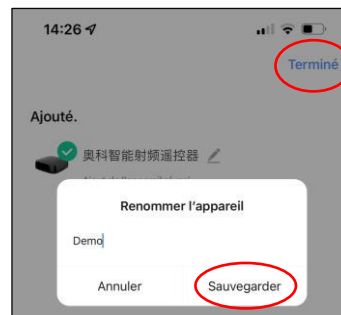 14:26
Terminé
Ajouté.
奥科智能射频遥控器
Renommer l'appareil
Demo
Annuler
Sauvegarder